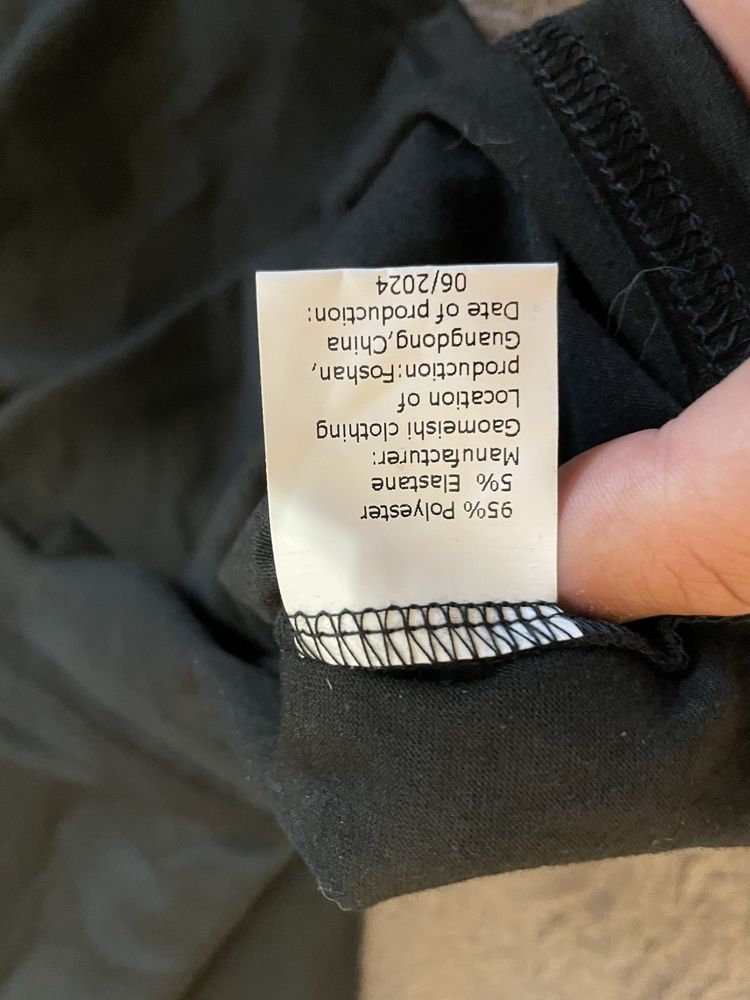 95% Polyester
5% Elastane
Manufacturer:
Gaomeishi clothing
Location of
production:Foshan,
Guangdong,China
Date of production:
06/2024